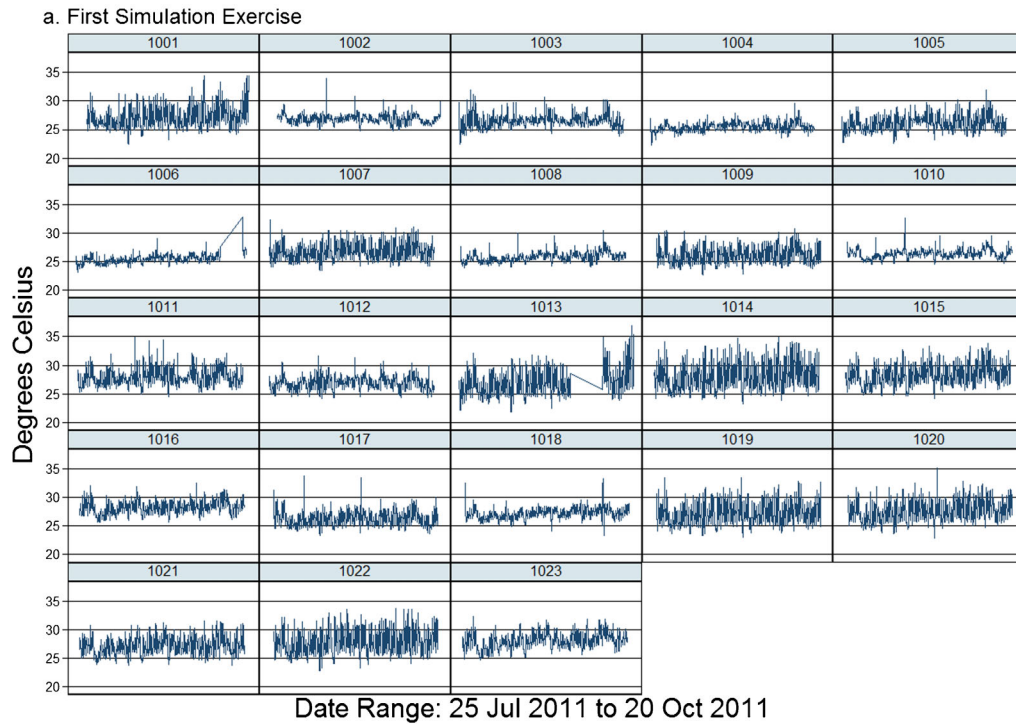 a. First Simulation Exercise
1001 1002 1003 1004 1005
35
30
25
20
1006 1007 1008 1009 1010
35
30
25
20
1011 1012 1013 1014 1015
35
30
25
20
1016 1017 1018 1019 1020
35
30
25
20
1021 1022 1023
35
30
25
20
Degrees Celsius
Date Range: 25 Jul 2011 to 20 Oct 2011